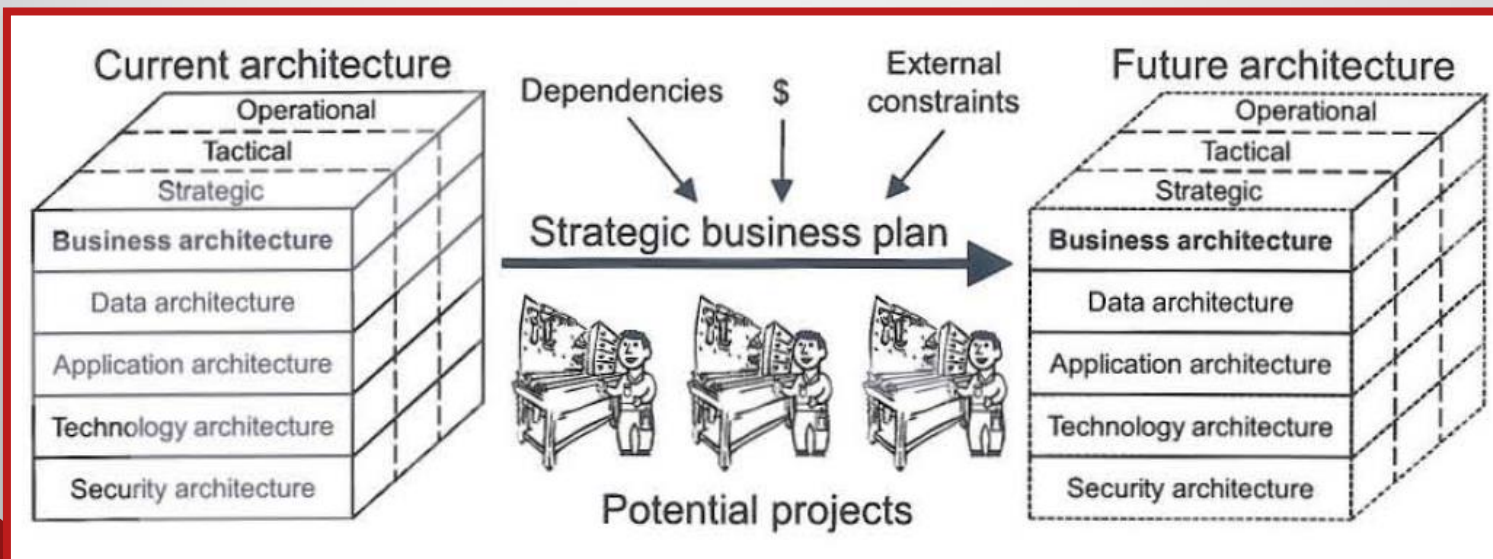 Current architecture
Operational
Tactical
Strategic
Business architecture
Data architecture
Application architecture
Technology architecture
Security architecture
Dependencies
$
External
constraints
Strategic business plan
Potential projects
Future architecture
Operational
Tactical
Strategic
Business architecture
Data architecture
Application architecture
Technology architecture
Security architecture